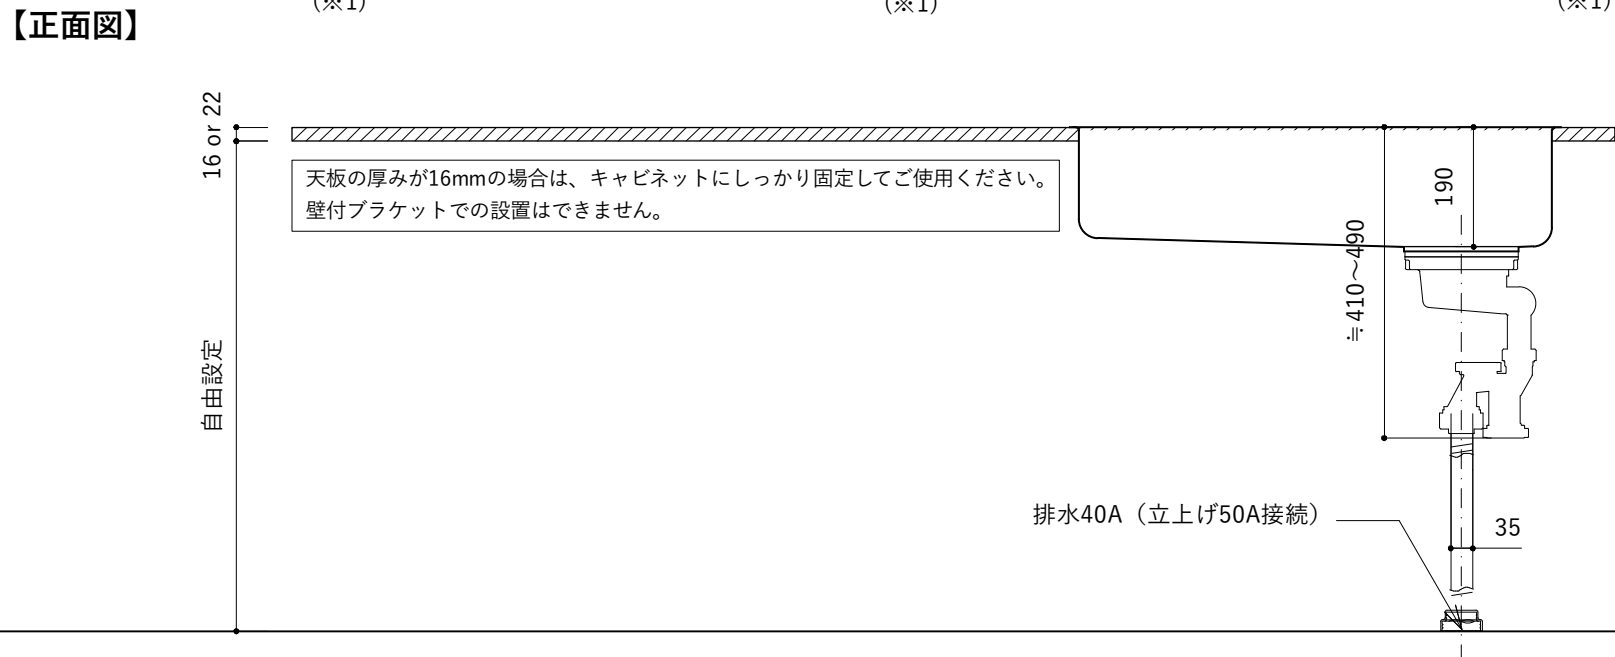 (※1)
(※1)
(※1)
【正面図】
16 or 22
天板の厚みが16mmの場合は、キャビネットにしっかり固定してご使用ください。
壁付ブラケットでの設置はできません。
190
≒410～490
自由設定
排水40A（立上げ50A接続）
35